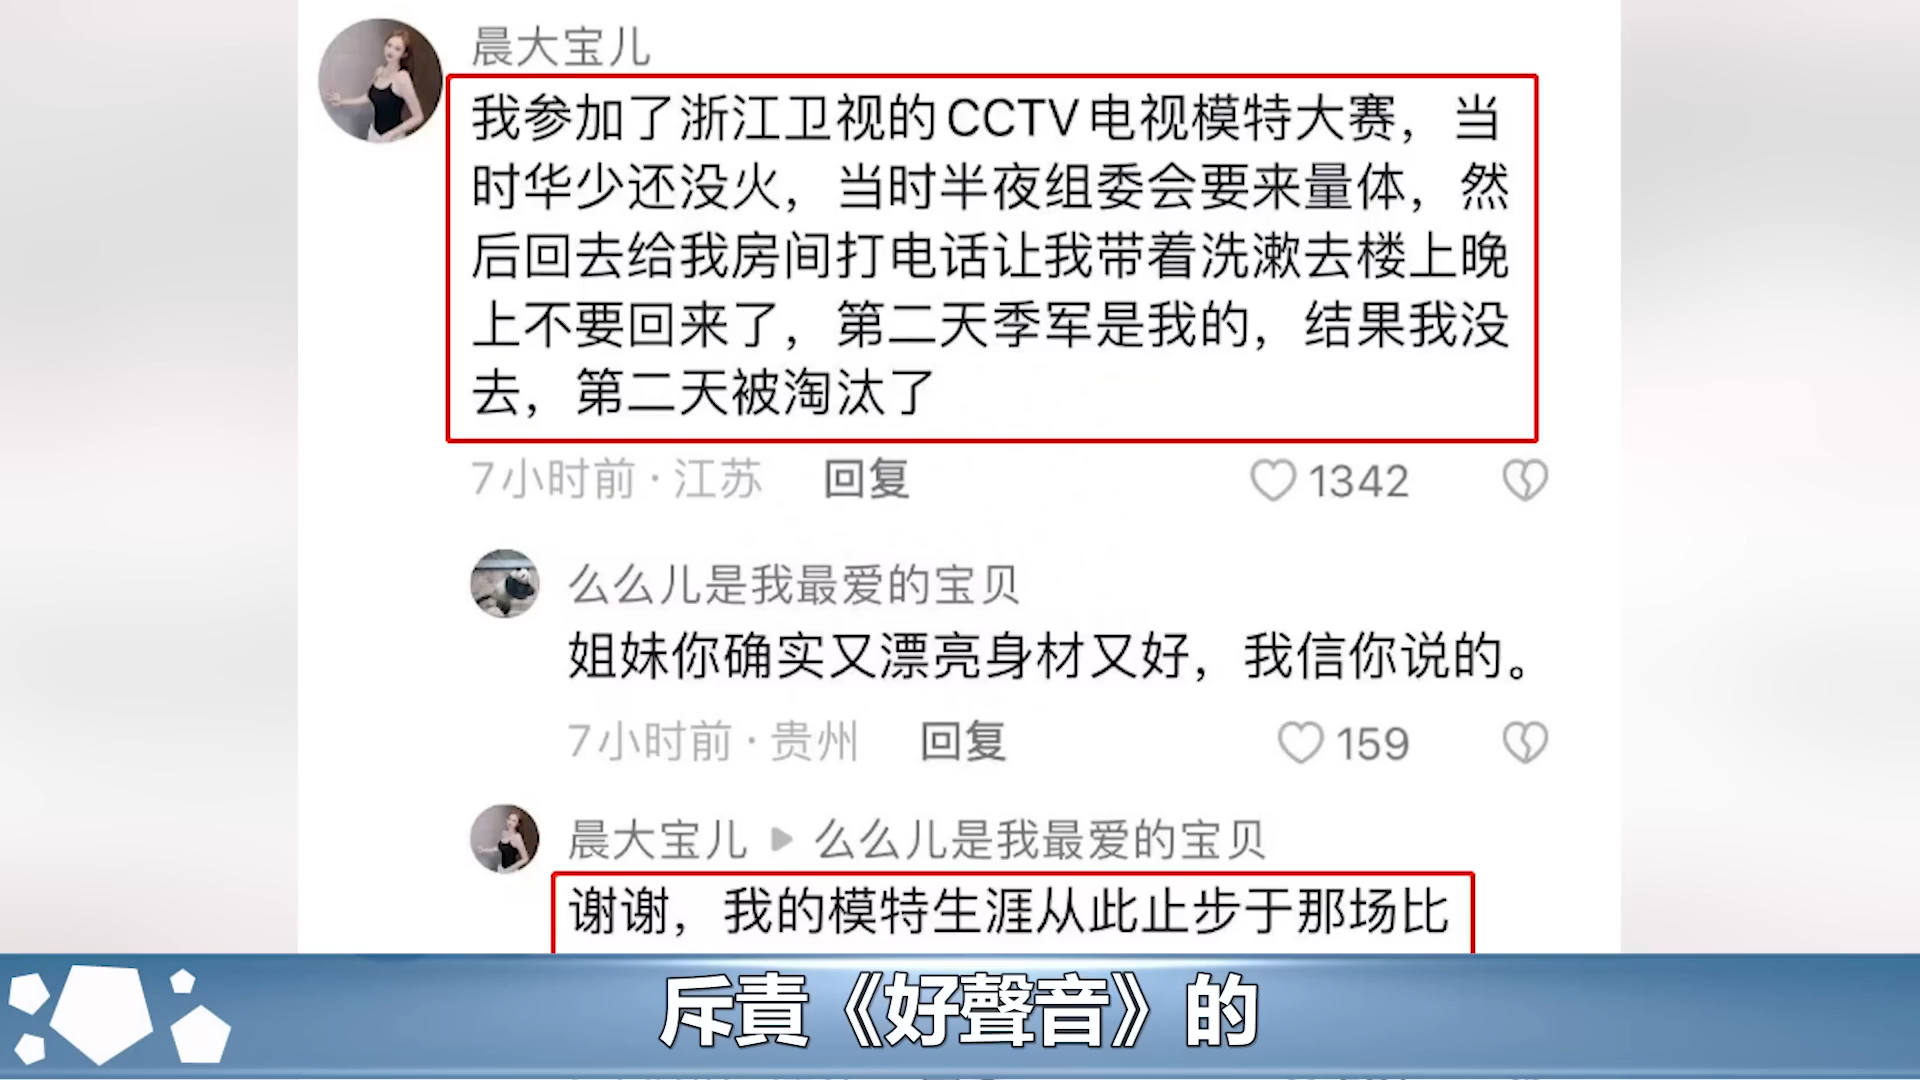 晨大宝儿
我参加了浙江卫视的CCTV电视模特大赛，当
时华少还没火，当时半夜组委会要来量体，然
后回去给我房间打电话让我带着洗漱去楼上晚
上不要回来了，第二天季军是我的，结果我没
去，第二天被淘汰了
7小时前·江苏 回复 1342
么么儿是我最爱的宝贝
姐妹你确实又漂亮身材又好，我信你说的。
7小时前·贵州 回复 159
晨大宝儿 ▶ 么么儿是我最爱的宝贝
谢谢，我的模特生涯从此止步于那场比
斥責《好聲音》的